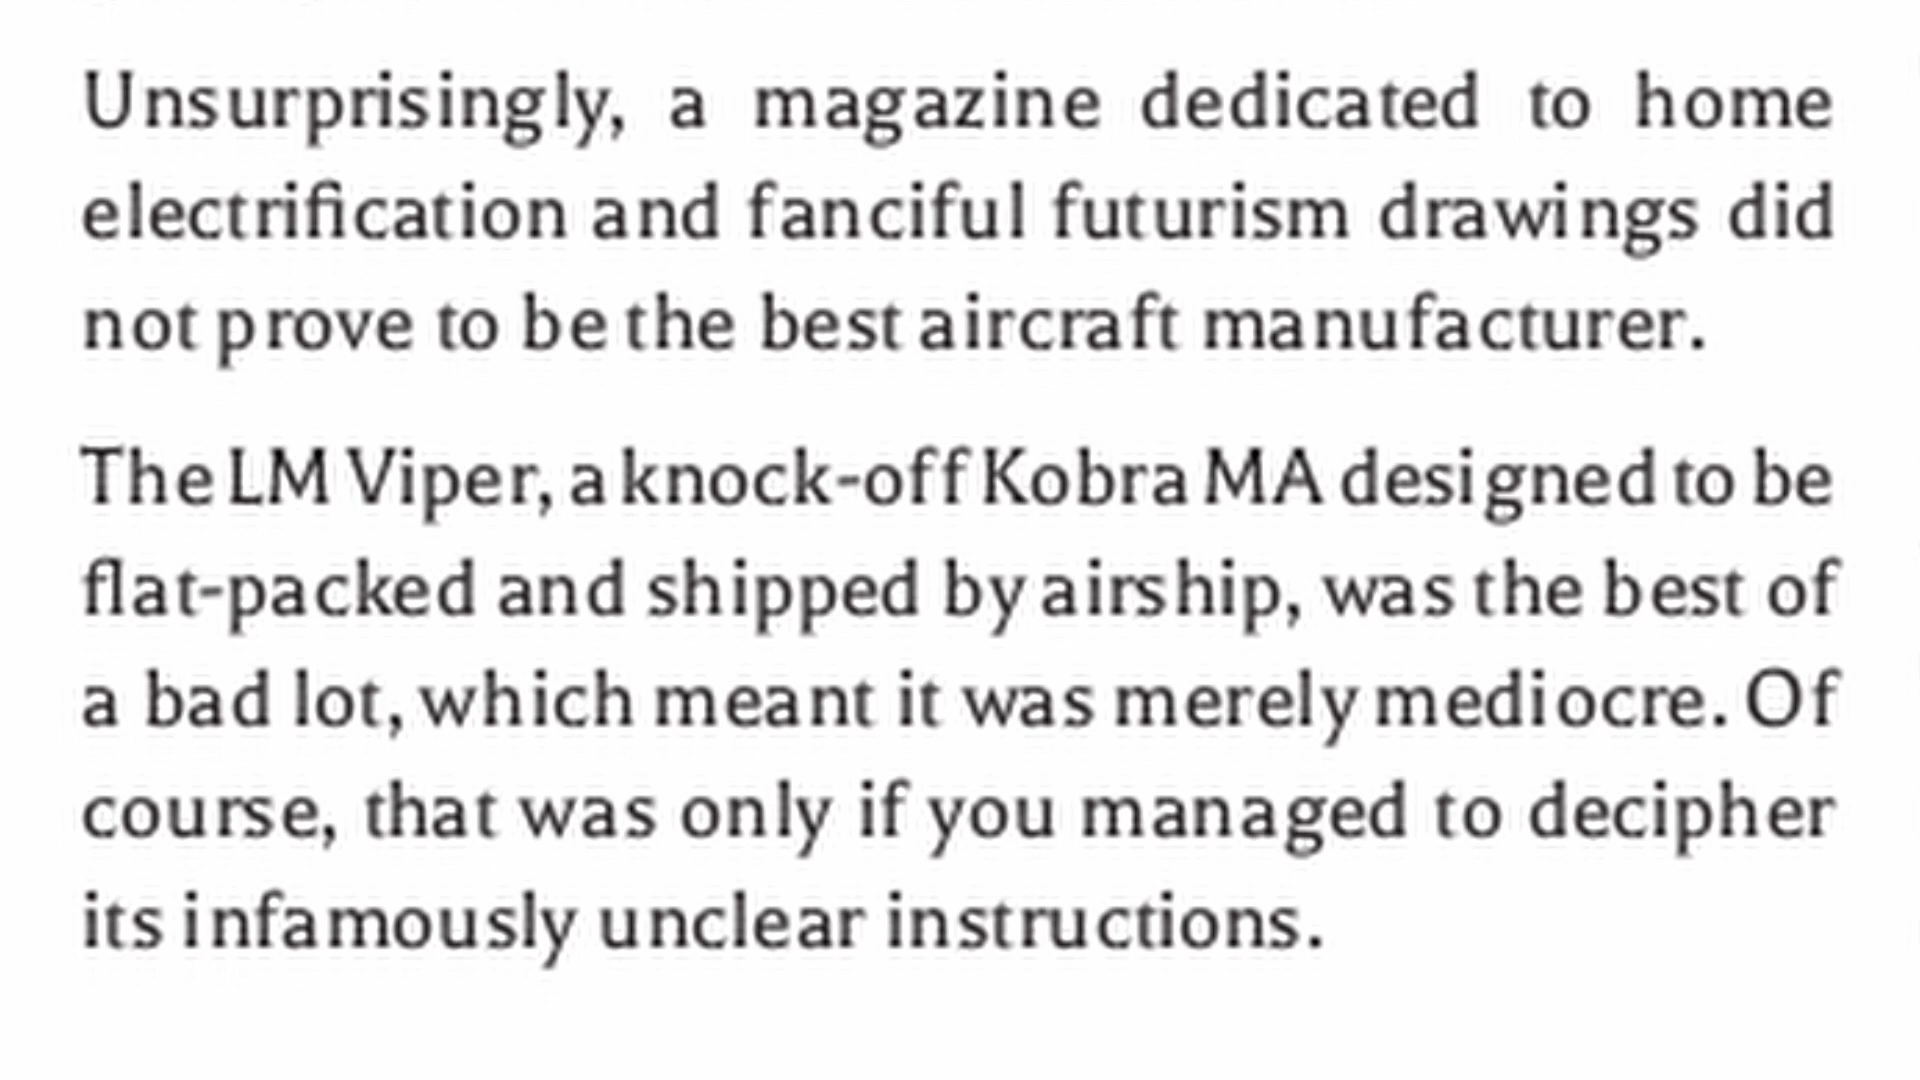 Unsurprisingly, a magazine dedicated to home
electrification and fanciful futurism drawings did
not prove to be the best aircraft manufacturer.
The LM Viper, a knock-off Kobra MA designed to be
flat-packed and shipped by airship, was the best of
a bad lot, which meant it was merely mediocre. Of
course, that was only if you managed to decipher
its infamously unclear instructions.